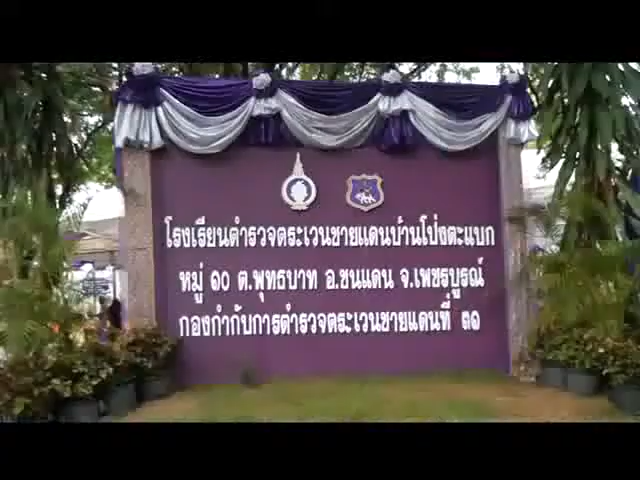 โรงเรียนตำรวจตระเวนชายแดนบ้านโป่งตะแบก
หมู่ ๑๐ ต.พุทธบาท อ.ชนแดน จ.เพชรบูรณ์
กองกำกับการตำรวจตระเวนชายแดนที่ ๓๑